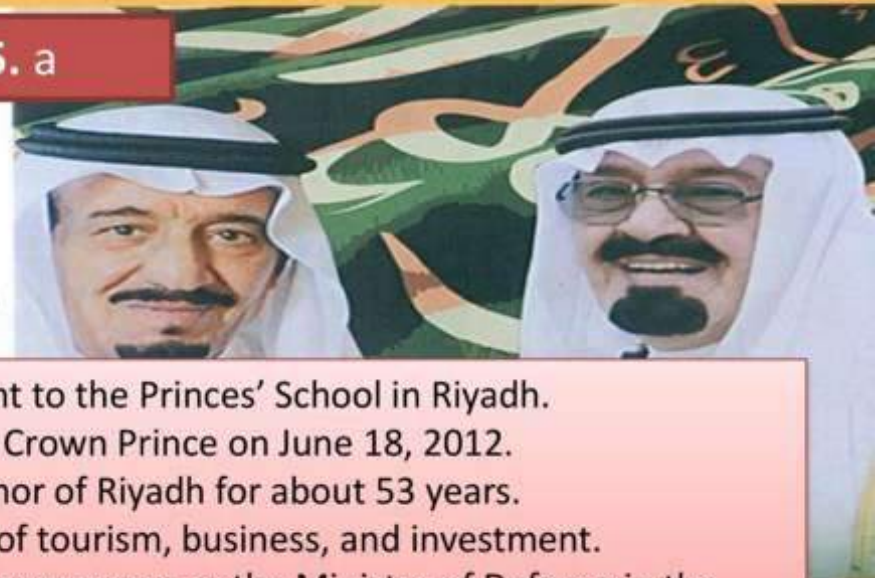 5. a
nt to the Princes' School in Riyadh.
Crown Prince on June 18, 2012.
nor of Riyadh for about 53 years.
of tourism, business, and investment.